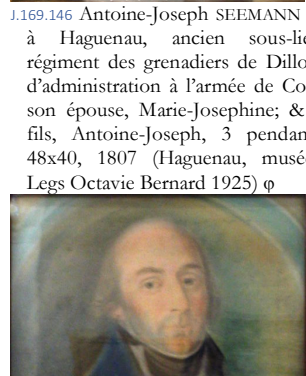 J.169.146 Antoine-Joseph SEEMANN
à Haguenau, ancien sous-lie
régiment des grenadiers de Dillo
d'administration à l'armée de Co
son épouse, Marie-Josephine; &
fils, Antoine-Joseph, 3 pendan
48x40, 1807 (Haguenau, musé
Legs Octavie Bernard 1925) φ